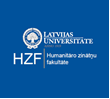 LATVIJAS
UNIVERSITĀTE
HZF
Humanitāro zinātņu
fakultāte